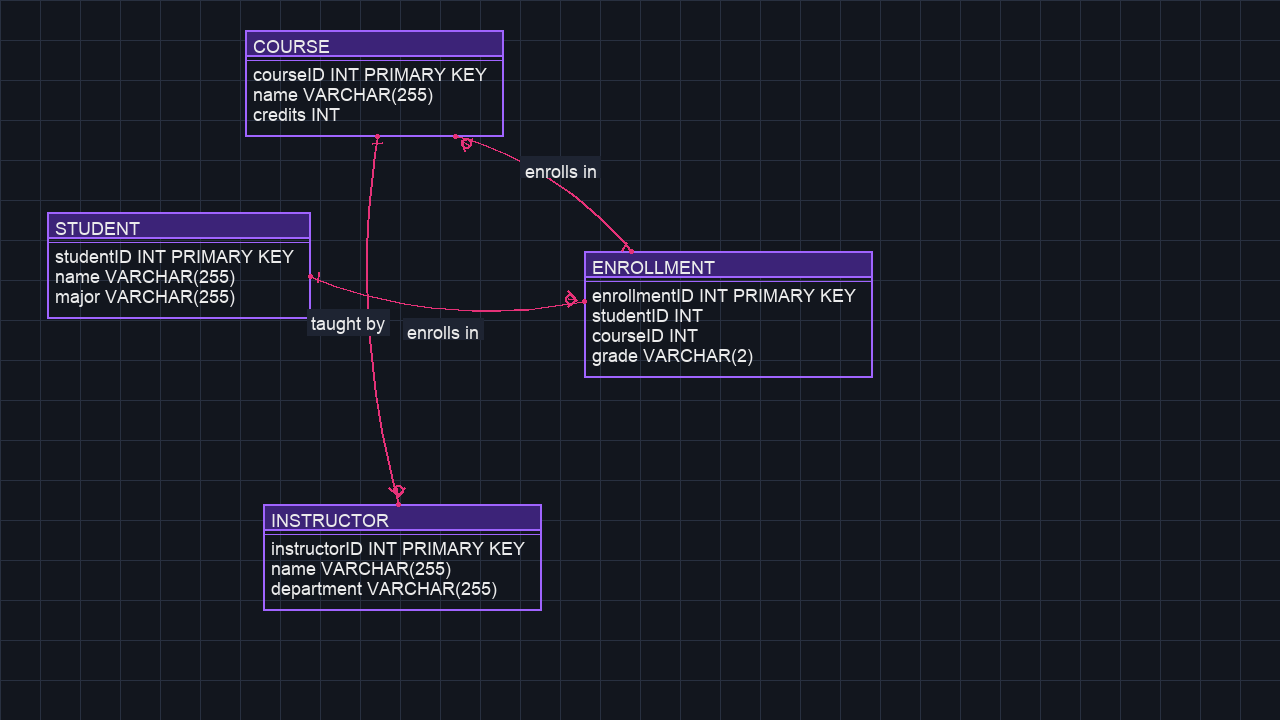 COURSE
courseID INT PRIMARY KEY
name VARCHAR(255)
credits INT
enrolls in
STUDENT
studentID INT PRIMARY KEY
name VARCHAR(255)
major VARCHAR(255)
ENROLLMENT
enrollmentID INT PRIMARY KEY
studentID INT
courseID INT
grade VARCHAR(2)
taught by
enrolls in
INSTRUCTOR
instructorID INT PRIMARY KEY
name VARCHAR(255)
department VARCHAR(255)